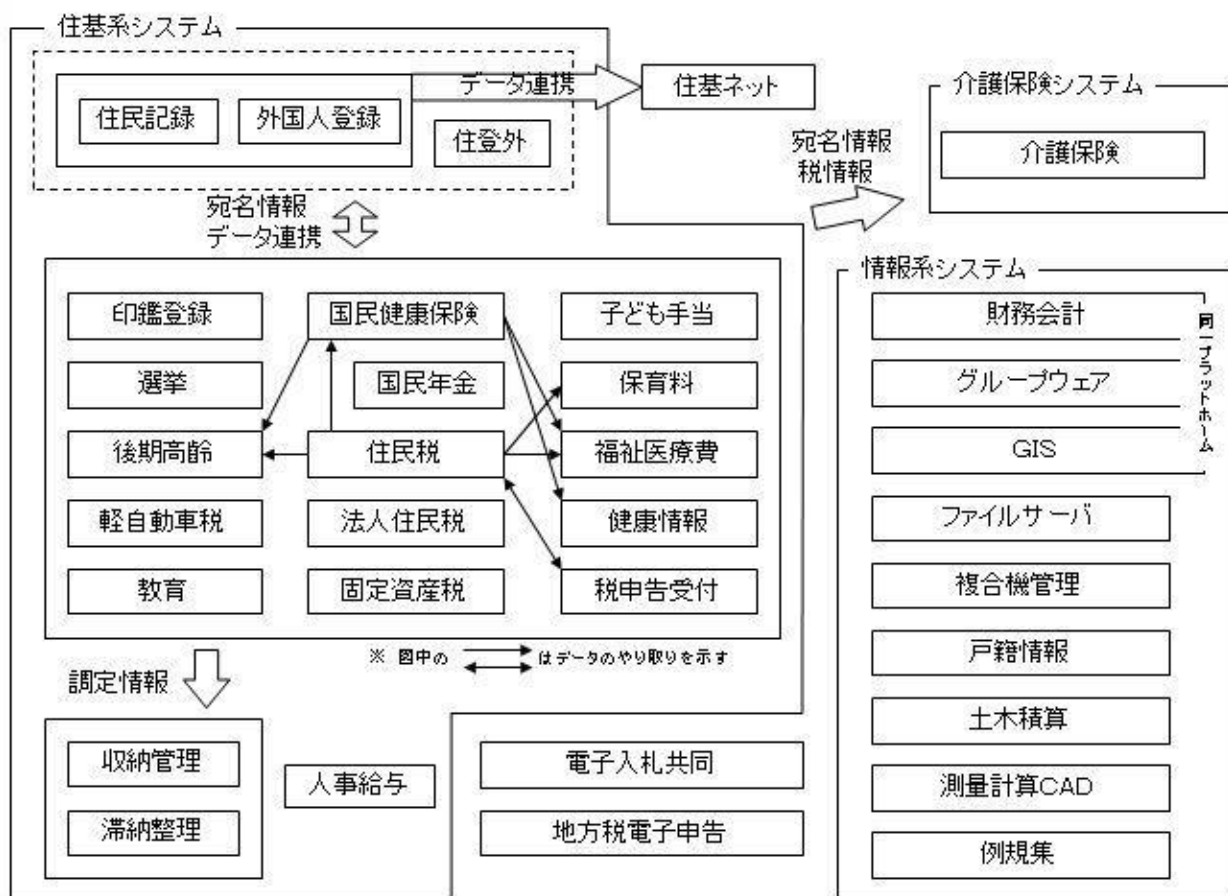 住基系システム
データ連携
住基ネット
住民記録
外国人登録
住登外
介護保険システム
介護保険
宛名情報
税情報
宛名情報
データ連携
印鑑登録
国民健康保険
子ども手当
選挙
国民年金
保育料
後期高齢
住民税
福祉医療費
軽自動車税
法人住民税
健康情報
教育
固定資産税
税申告受付
※ 図中の はデータのやり取りを示す
調定情報
収納管理
滞納整理
人事給与
電子入札共同
地方税電子申告
情報系システム
財務会計
グループウェア
GIS
同一プラットホーム
ファイルサーバ
複合機管理
戸籍情報
土木積算
測量計算CAD
例規集